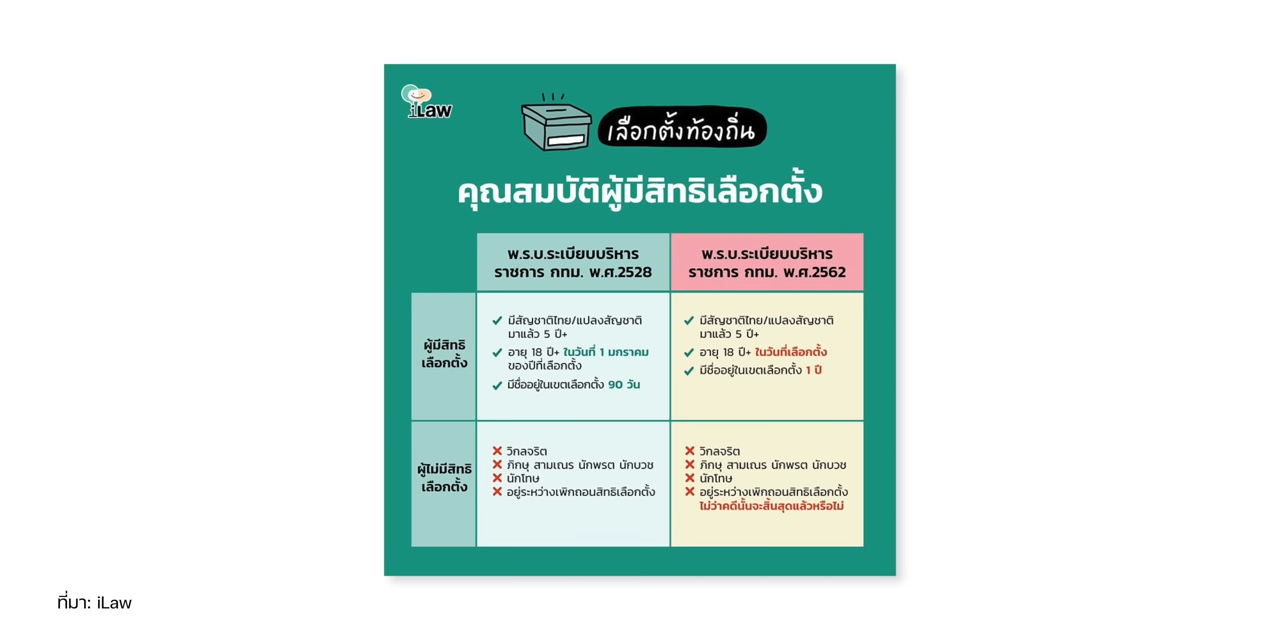 iLaw
เลือกตั้งท้องถิ่น
คุณสมบัติผู้มีสิทธิเลือกตั้ง
พ.ร.บ.ระเบียบบริหาร
ราชการ กทม. พ.ศ.2528
พ.ร.บ.ระเบียบบริหาร
ราชการ กทม. พ.ศ.2562
ผู้มีสิทธิ
เลือกตั้ง
มีสัญชาติไทย/แปลงสัญชาติ
มาแล้ว 5 ปี+
อายุ 18 ปี+ ในวันที่ 1 มกราคม
ของปีที่เลือกตั้ง
มีชื่ออยู่ในเขตเลือกตั้ง 90 วัน
มีสัญชาติไทย/แปลงสัญชาติ
มาแล้ว 5 ปี+
อายุ 18 ปี+ ในวันที่เลือกตั้ง
มีชื่ออยู่ในเขตเลือกตั้ง 1 ปี
ผู้ไม่มีสิทธิ
เลือกตั้ง
วิกลจริต
ภิกษุ สามเณร นักพรต นักบวช
นักโทษ
อยู่ระหว่างเพิกถอนสิทธิเลือกตั้ง
วิกลจริต
ภิกษุ สามเณร นักพรต นักบวช
นักโทษ
อยู่ระหว่างเพิกถอนสิทธิเลือกตั้ง
ไม่ว่าคดีนั้นจะสิ้นสุดแล้วหรือไม่
ที่มา: iLaw